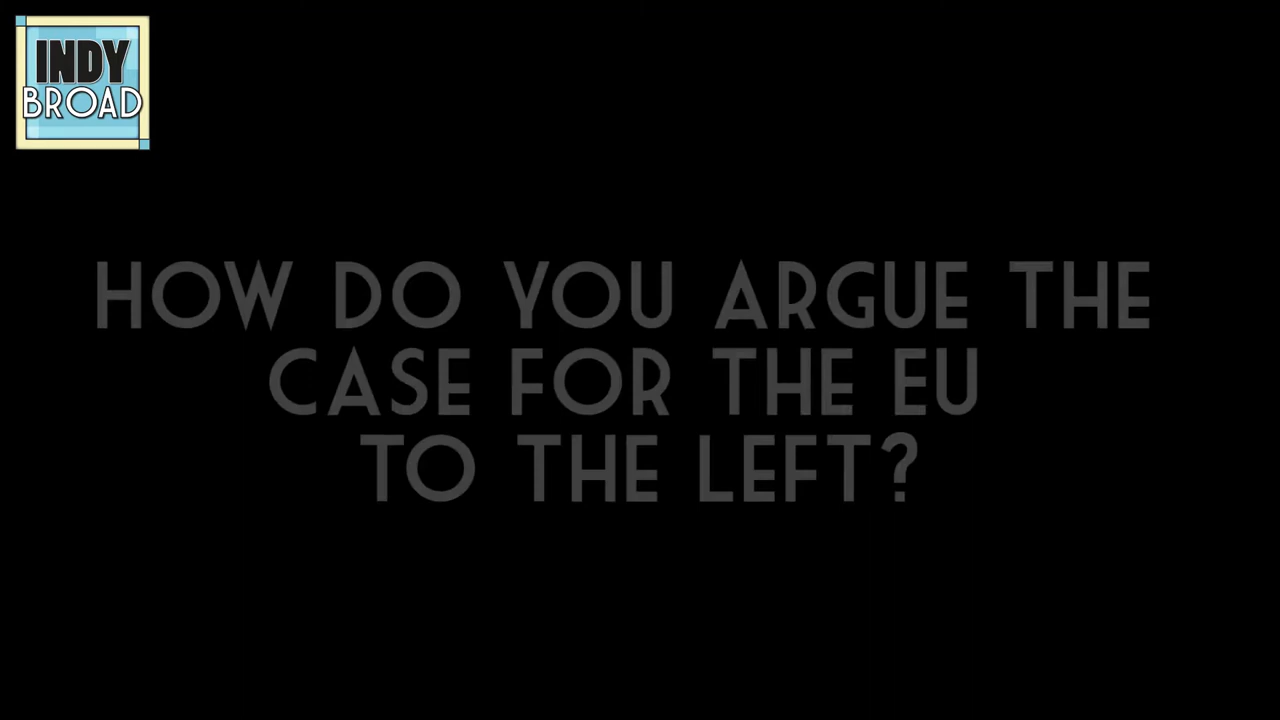 INDY
BROAD
HOW DO YOU ARGUE THE
CASE FOR THE EU
TO THE LEFT?